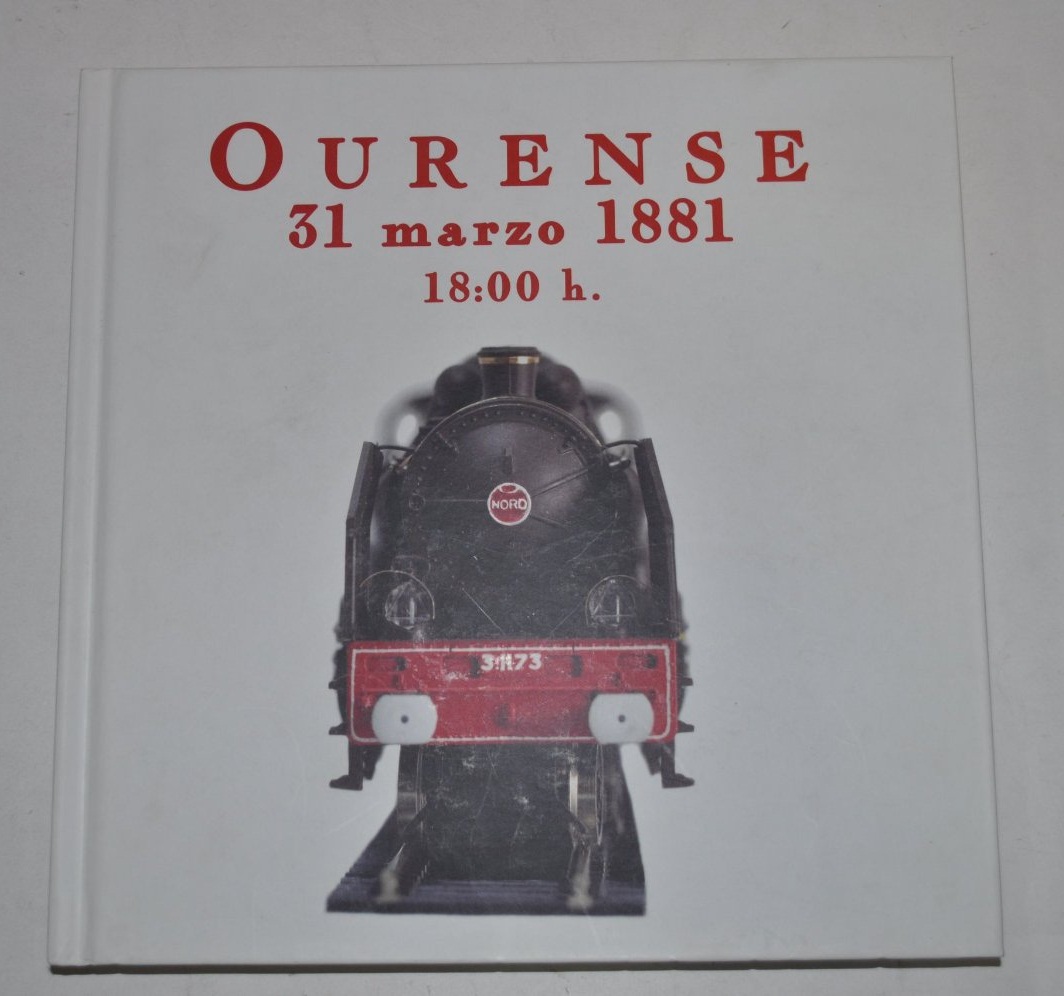 OURENSE
31 marzo 1881
18:00 h.
NORD
3.1173